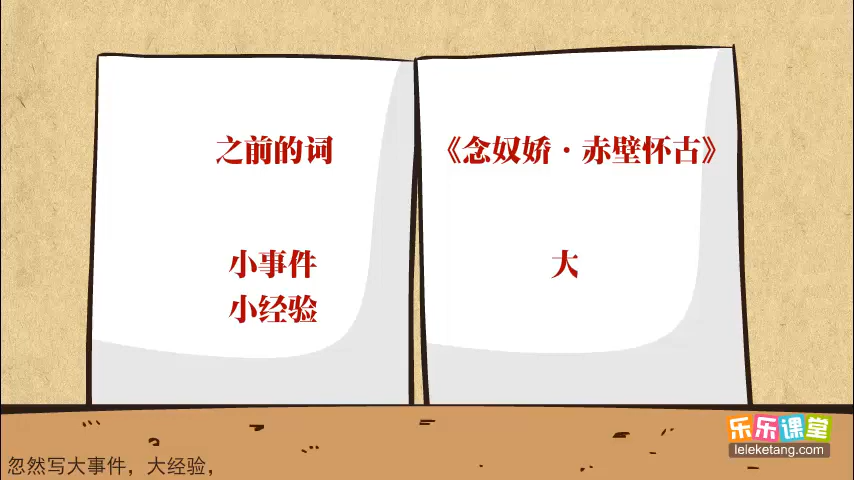 之前的词
小事件
小经验
《念奴娇·赤壁怀古》
大
乐乐课堂
leleketang.com
忽然写大事件，大经验，